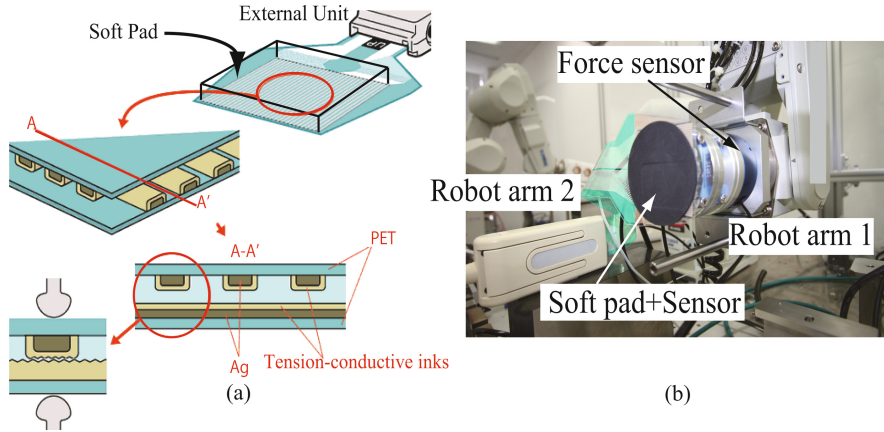 External Unit
Soft Pad
UP
A
A'
A-A'
PET
Ag
Tension-conductive inks
(a)
Force sensor
Robot arm 2
Robot arm 1
Soft pad+Sensor
(b)